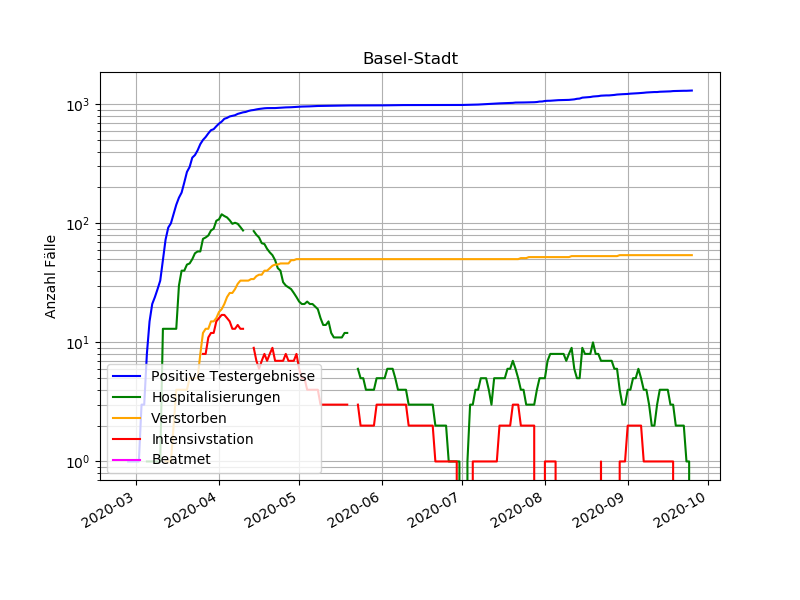 Basel-Stadt
Anzahl Fälle
10³
10²
10¹
10⁰
Positive Testergebnisse
Hospitalisierungen
Verstorben
Intensivstation
Beatmet
2020-03
2020-04
2020-05
2020-06
2020-07
2020-08
2020-09
2020-10